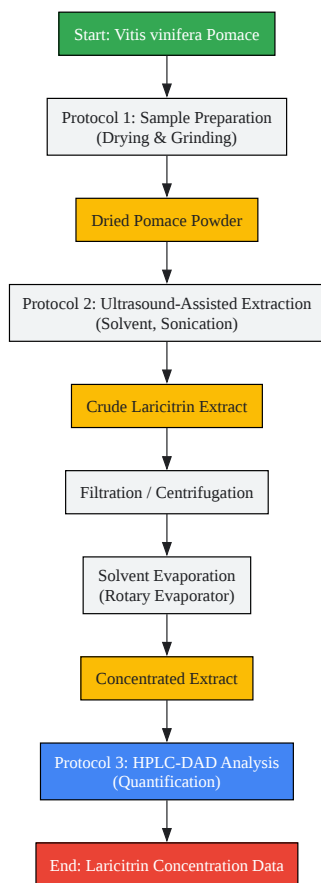 Start: Vitis vinifera Pomace
Protocol 1: Sample Preparation
(Drying & Grinding)
Dried Pomace Powder
Protocol 2: Ultrasound-Assisted Extraction
(Solvent, Sonication)
Crude Laricitrin Extract
Filtration / Centrifugation
Solvent Evaporation
(Rotary Evaporator)
Concentrated Extract
Protocol 3: HPLC-DAD Analysis
(Quantification)
End: Laricitrin Concentration Data